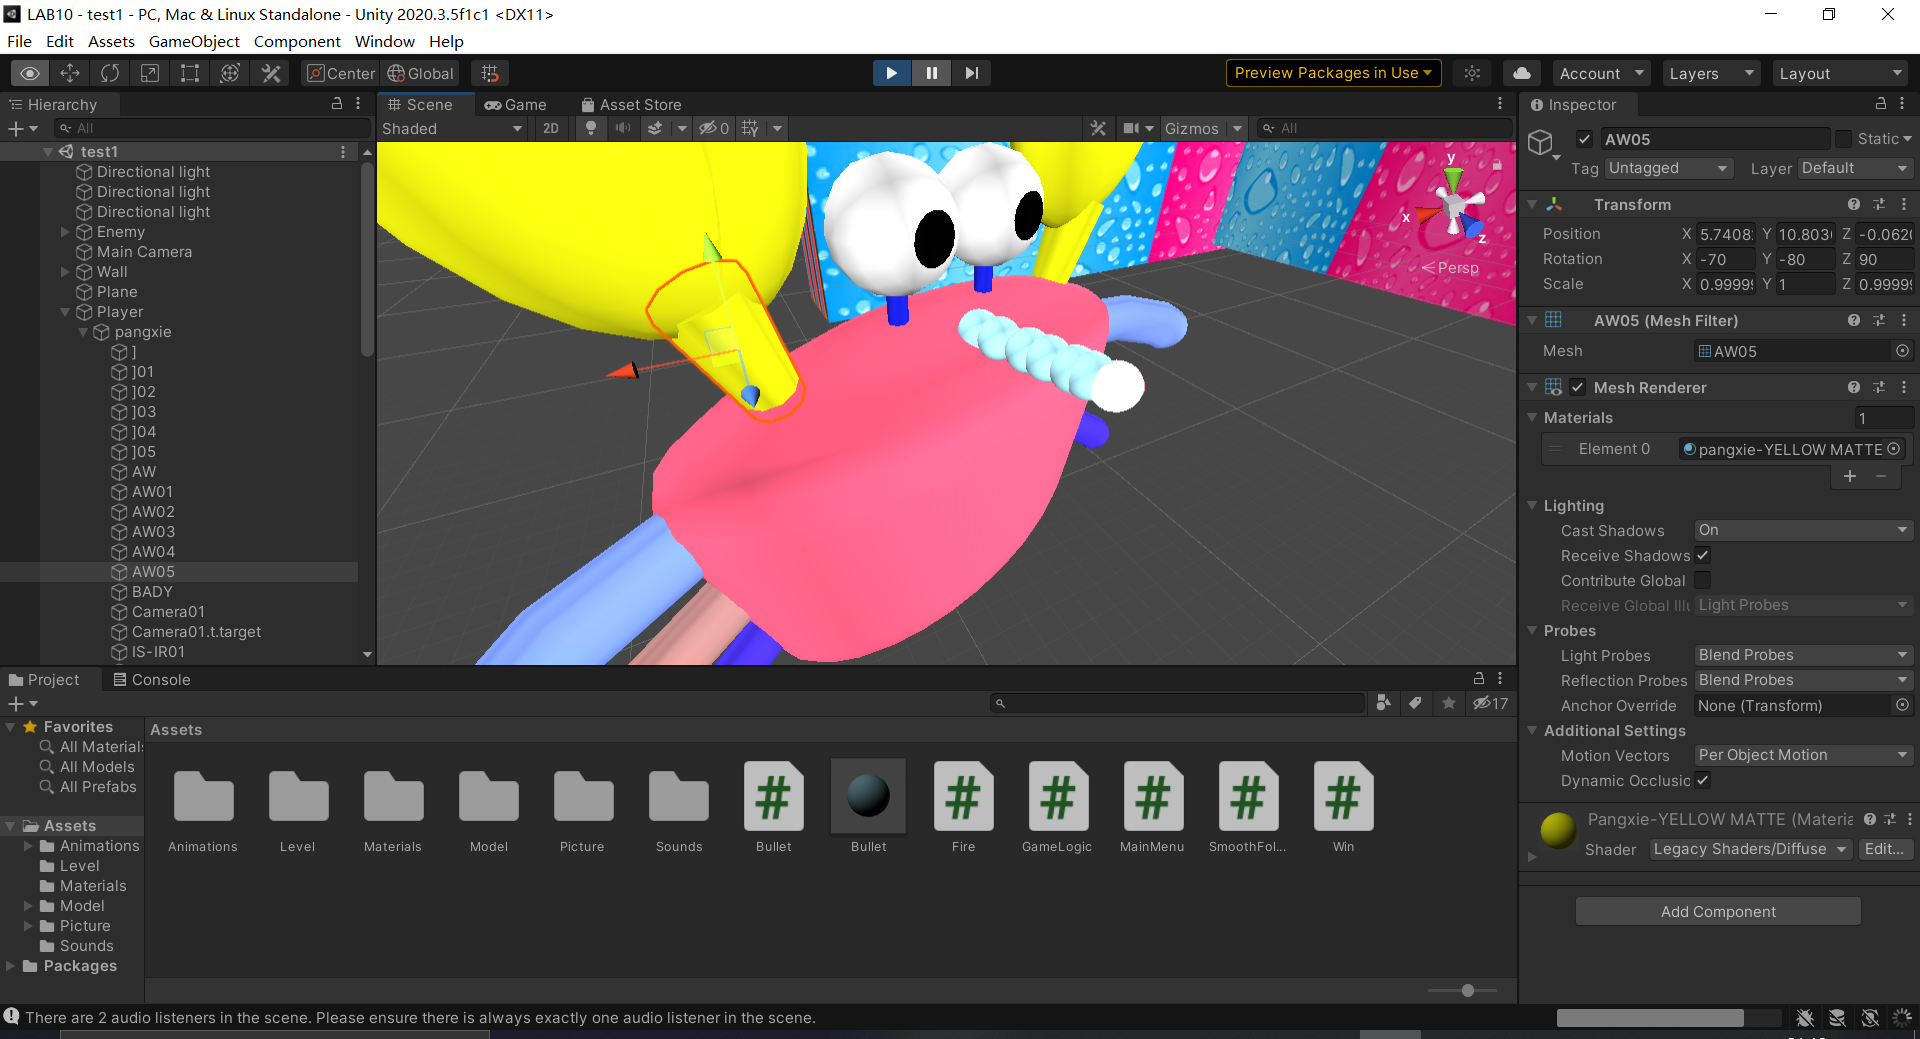 LAB10 - test1 - PC, Mac & Linux Standalone - Unity 2020.3.5f1c1 <DX11>
File Edit Assets GameObject Component Window Help
Center Global Preview Packages in Use Account Layers Layout
Hierarchy Scene Game Asset Store Inspector
All Shaded 2D 0 Gizmos All
test1
Directional light
Directional light
Directional light
Enemy
Main Camera
Wall
Plane
Player
pangxie
]
]01
]02
]03
]04
]05
AW
AW01
AW02
AW03
AW04
AW05
BADY
Camera01
Camera01.t.target
IS-IR01
y
x
z
Persp
AW05 Static
Tag Untagged Layer Default
Transform
Position X 5.7408 Y 10.803 Z -0.062
Rotation X -70 Y -80 Z 90
Scale X 0.9999 Y 1 Z 0.9999
AW05 (Mesh Filter)
Mesh AW05
Mesh Renderer
Materials 1
Element 0 pangxie-YELLOW MATTE
Lighting
Cast Shadows On
Receive Shadows
Contribute Global
Receive Global Illu Light Probes
Probes
Light Probes Blend Probes
Reflection Probes Blend Probes
Anchor Override None (Transform)
Additional Settings
Motion Vectors Per Object Motion
Dynamic Occlusic
Pangxie-YELLOW MATTE (Materia
Shader Legacy Shaders/Diffuse Edit...
Add Component
Project Console
17
Favorites
All Materials
All Models
All Prefabs
Assets
Animations
Level
Materials
Model
Picture
Sounds
Packages
Assets
Animations Level Materials Model Picture Sounds Bullet Bullet Fire GameLogic MainMenu SmoothFol... Win
There are 2 audio listeners in the scene. Please ensure there is always exactly one audio listener in the scene.